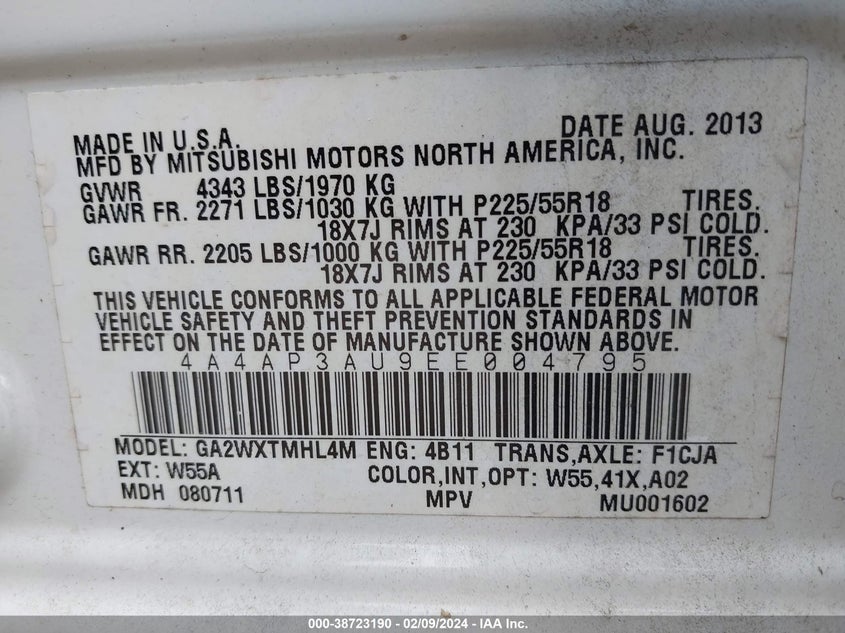 DATE AUG. 2013
MADE IN U.S.A.
MFD BY MITSUBISHI MOTORS NORTH AMERICA, INC.
GVWR 4343 LBS/1970 KG
GAWR FR. 2271 LBS/1030 KG WITH P225/55R18 TIRES.
18X7J RIMS AT 230 KPA/33 PSI COLD.
GAWR RR. 2205 LBS/1000 KG WITH P225/55R18 TIRES.
18X7J RIMS AT 230 KPA/33 PSI COLD.
THIS VEHICLE CONFORMS TO ALL APPLICABLE FEDERAL MOTOR
VEHICLE SAFETY AND THEFT PREVENTION STANDARDS IN
EFFECT ON THE DATE OF MANUFACTURE SHOWN ABOVE.
4A4AP3AU9EE004795
MODEL: GA2WXTMHL4M ENG: 4B11 TRANS,AXLE: F1CJA
EXT: W55A COLOR,INT,OPT: W55,41X,A02
MDH 080711 MPV MU001602
000-38723190 - 02/09/2024 - IAA Inc.